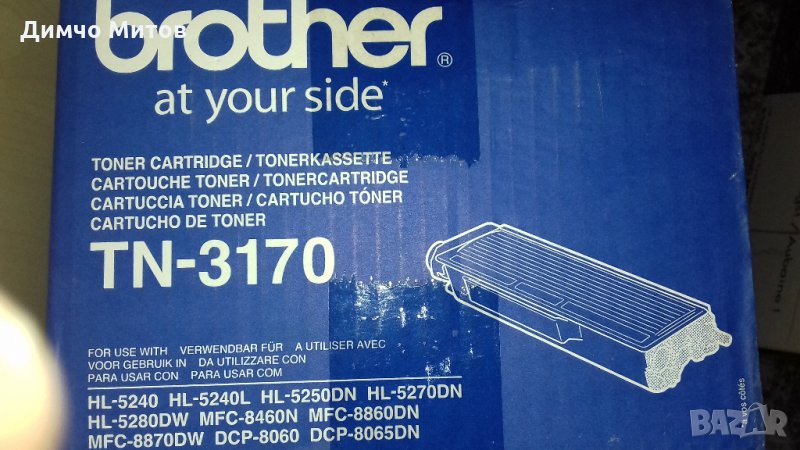 Димчо Митов
brother®
at your side*
TONER CARTRIDGE / TONERKASSETTE
CARTOUCHE TONER / TONERCARTRIDGE
CARTUCCIA TONER / CARTUCHO TÓNER
CARTUCHO DE TONER
TN-3170
FOR USE WITH VERWENDBAR FÜR A UTILISER AVEC
VOOR GEBRUIK IN DA UTILIZZARE CON
PARA USAR CON PARA USAR COM
HL-5240 HL-5240L HL-5250DN HL-5270DN
HL-5280DW MFC-8460N MFC-8860DN
MFC-8870DW DCP-8060 DCP-8065DN
à vos côtés
BAZAR